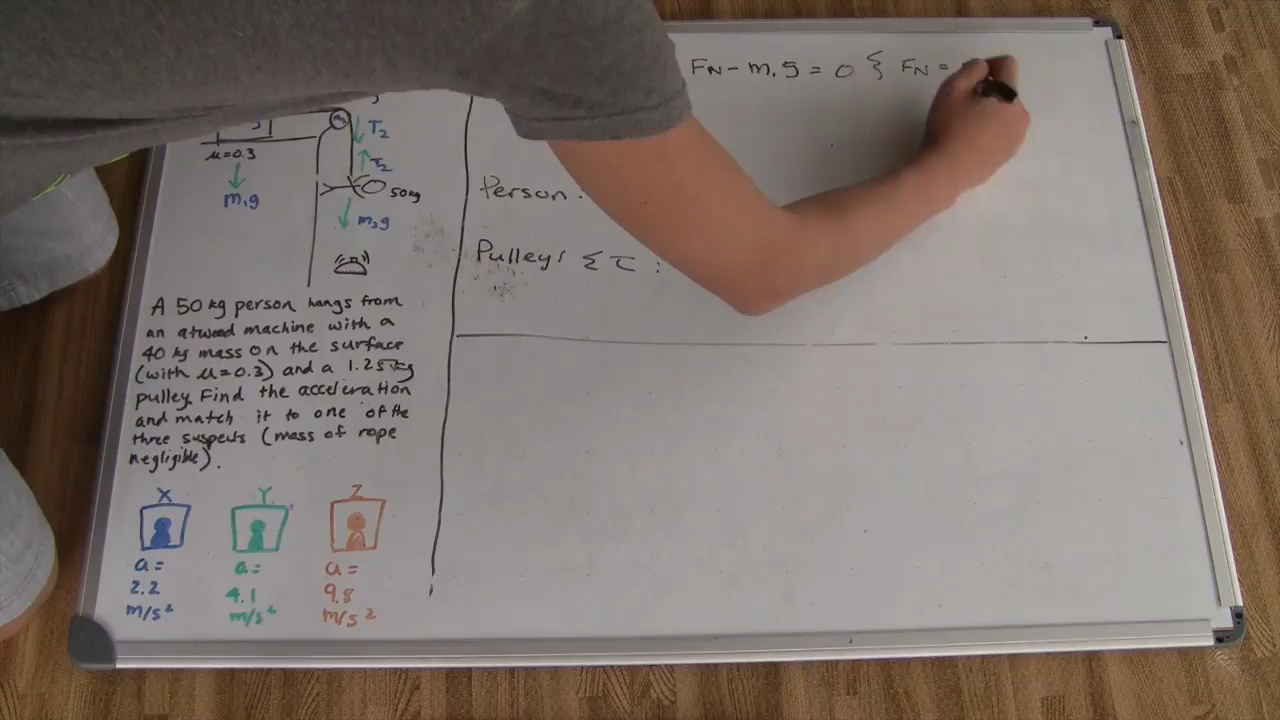 FN - m₁g = 0 { FN =
T₂
μ=0.3
T₂
m₁g
50kg
m₂g
Person:
Pulley: ΣT:
A 50 kg person hangs from
an atwood machine with a
40 kg mass on the surface
(with μ=0.3) and a 1.25 kg
pulley. Find the acceleration
and match it to one of the
three suspects (mass of rope
negligible).
X Y Z
a= a= a=
2.2 4.1 9.8
m/s² m/s² m/s²